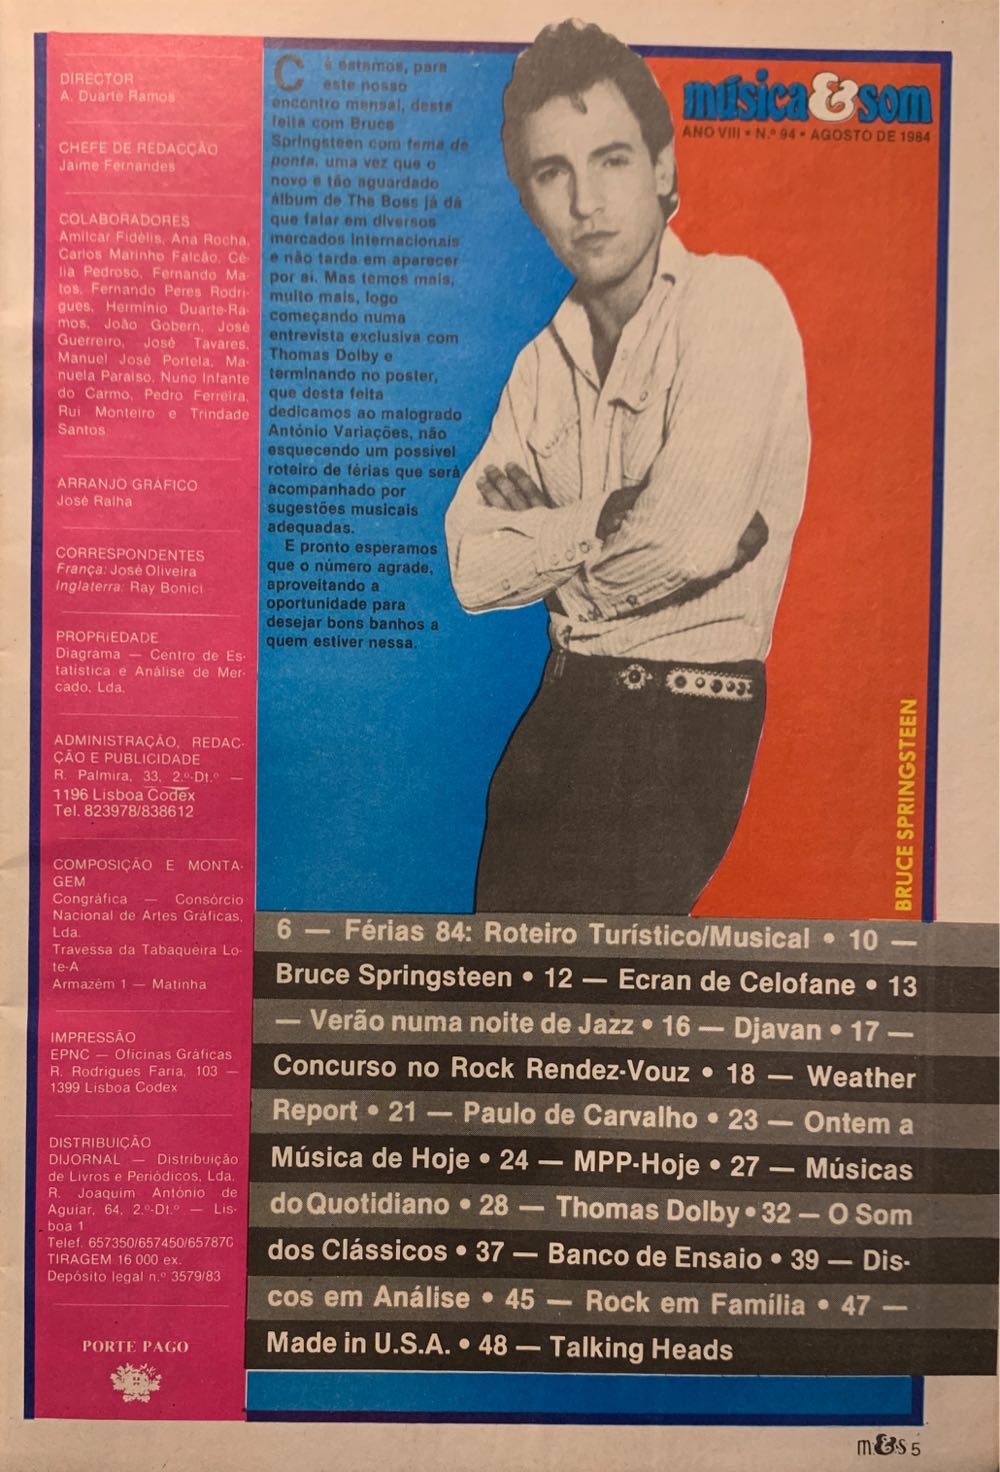 DIRECTOR
A. Duarte Ramos
CHEFE DE REDACÇÃO
Jaime Fernandes
COLABORADORES
Amílcar Fidélis, Ana Rocha,
Carlos Marinho Falcão, Cé-
lia Pedroso, Fernando Ma-
tos, Fernando Peres Rodri-
gues, Hermínio Duarte-Ra-
mos, João Gobern, José
Guerreiro, José Tavares,
Manuel José Portela, Ma-
nuela Paraíso, Nuno Infante
do Carmo, Pedro Ferreira,
Rui Monteiro e Trindade
Santos
ARRANJO GRÁFICO
José Ralha
CORRESPONDENTES
França: José Oliveira
Inglaterra: Ray Bonici
PROPRIEDADE
Diagrama — Centro de Es-
tatística e Análise de Mer-
cado, Lda.
ADMINISTRAÇÃO, REDAC-
ÇÃO E PUBLICIDADE
R. Palmira, 33, 2.º-Dt.º —
1196 Lisboa Codex
Tel. 823978/838612
COMPOSIÇÃO E MONTA-
GEM
Congráfica — Consórcio
Nacional de Artes Gráficas,
Lda.
Travessa da Tabaqueira Lo-
te-A
Armazém 1 — Matinha
IMPRESSÃO
EPNC — Oficinas Gráficas
R. Rodrigues Faria, 103 —
1399 Lisboa Codex
DISTRIBUIÇÃO
DIJORNAL — Distribuição
de Livros e Periódicos, Lda.
R. Joaquim António de
Aguiar, 64, 2.º-Dt.º — Lis-
boa 1
Telef. 657350/657450/657870
TIRAGEM 16 000 ex.
Depósito legal n.º 3579/83
PORTE PAGO
Cá estamos, para
este nosso
encontro mensal, desta
feita com Bruce
Springsteen com tema de
ponta, uma vez que o
novo e tão aguardado
álbum de The Boss já dá
que falar em diversos
mercados internacionais
e não tarda em aparecer
por aí. Mas temos mais,
muito mais, logo
começando numa
entrevista exclusiva com
Thomas Dolby e
terminando no poster,
que desta feita
dedicamos ao malogrado
António Variações, não
esquecendo um possível
roteiro de férias que será
acompanhado por
sugestões musicais
adequadas.
E pronto esperamos
que o número agrade,
aproveitando a
oportunidade para
desejar bons banhos a
quem estiver nessa.
música&som
ANO VIII • N.º 94 • AGOSTO DE 1984
BRUCE SPRINGSTEEN
6 — Férias 84: Roteiro Turístico/Musical • 10 —
Bruce Springsteen • 12 — Ecran de Celofane • 13
— Verão numa noite de Jazz • 16 — Djavan • 17 —
Concurso no Rock Rendez-Vouz • 18 — Weather
Report • 21 — Paulo de Carvalho • 23 — Ontem a
Música de Hoje • 24 — MPP-Hoje • 27 — Músicas
do Quotidiano • 28 — Thomas Dolby • 32 — O Som
dos Clássicos • 37 — Banco de Ensaio • 39 — Dis-
cos em Análise • 45 — Rock em Família • 47 —
Made in U.S.A. • 48 — Talking Heads
m&s 5